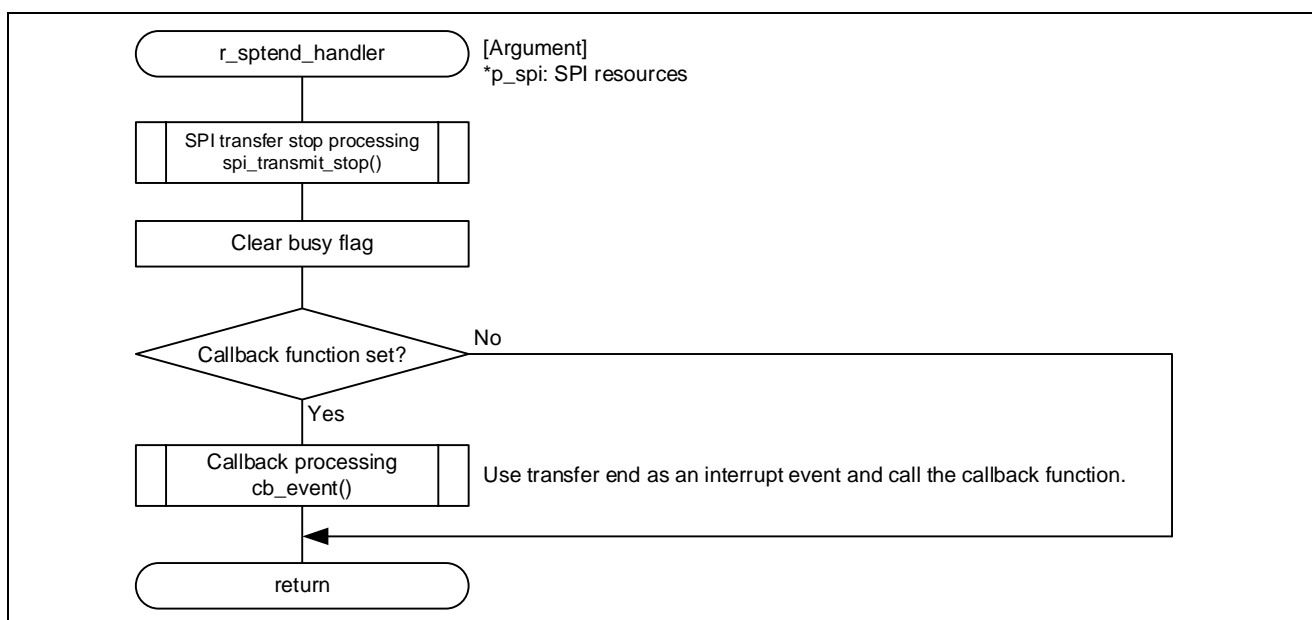 r_sptend_handler
[Argument]
*p_spi: SPI resources
SPI transfer stop processing
spi_transmit_stop()
Clear busy flag
Callback function set?
No
Yes
Callback processing
cb_event()
Use transfer end as an interrupt event and call the callback function.
return